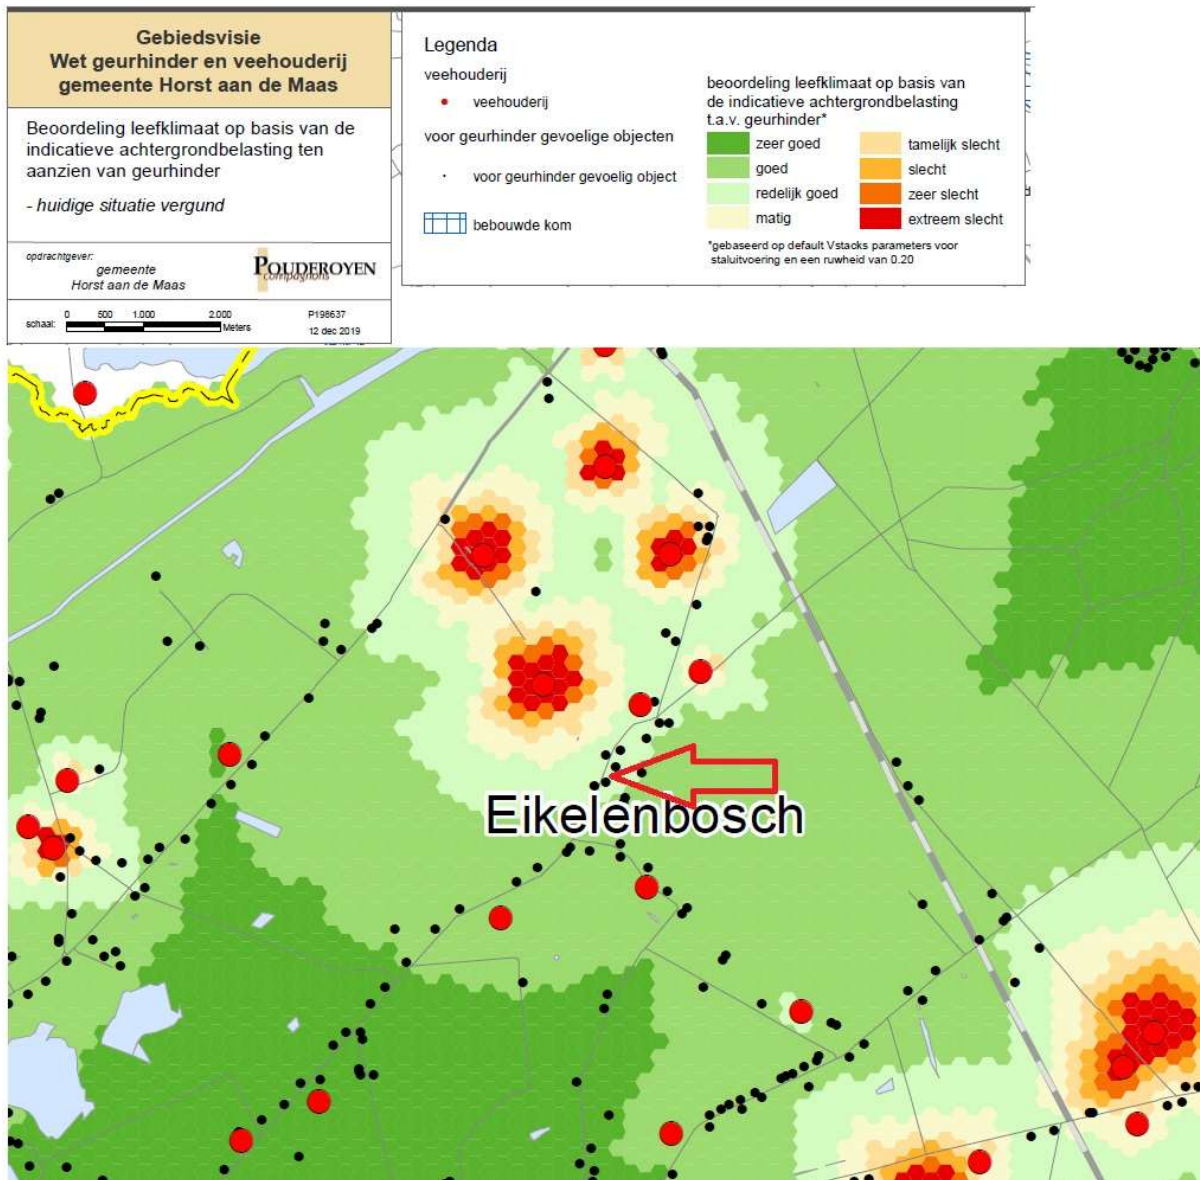 Gebiedsvisie
Wet geurhinder en veehouderij
gemeente Horst aan de Maas
Beoordeling leefklimaat op basis van de
indicatieve achtergrondbelasting ten
aanzien van geurhinder
- huidige situatie vergund
opdrachtgever:
gemeente
Horst aan de Maas
POUDEROYEN
compagnons
schaal: 0 500 1.000 2.000
Meters
P198637
12 dec 2019
Legenda
veehouderij
veehouderij
voor geurhinder gevoelige objecten
voor geurhinder gevoelig object
bebouwde kom
beoordeling leefklimaat op basis van
de indicatieve achtergrondbelasting
t.a.v. geurhinder*
zeer goed
goed
redelijk goed
matig
tamelijk slecht
slecht
zeer slecht
extreem slecht
*gebaseerd op default Vstacks parameters voor
staluitvoering en een ruwheid van 0.20
Eikelenbosch